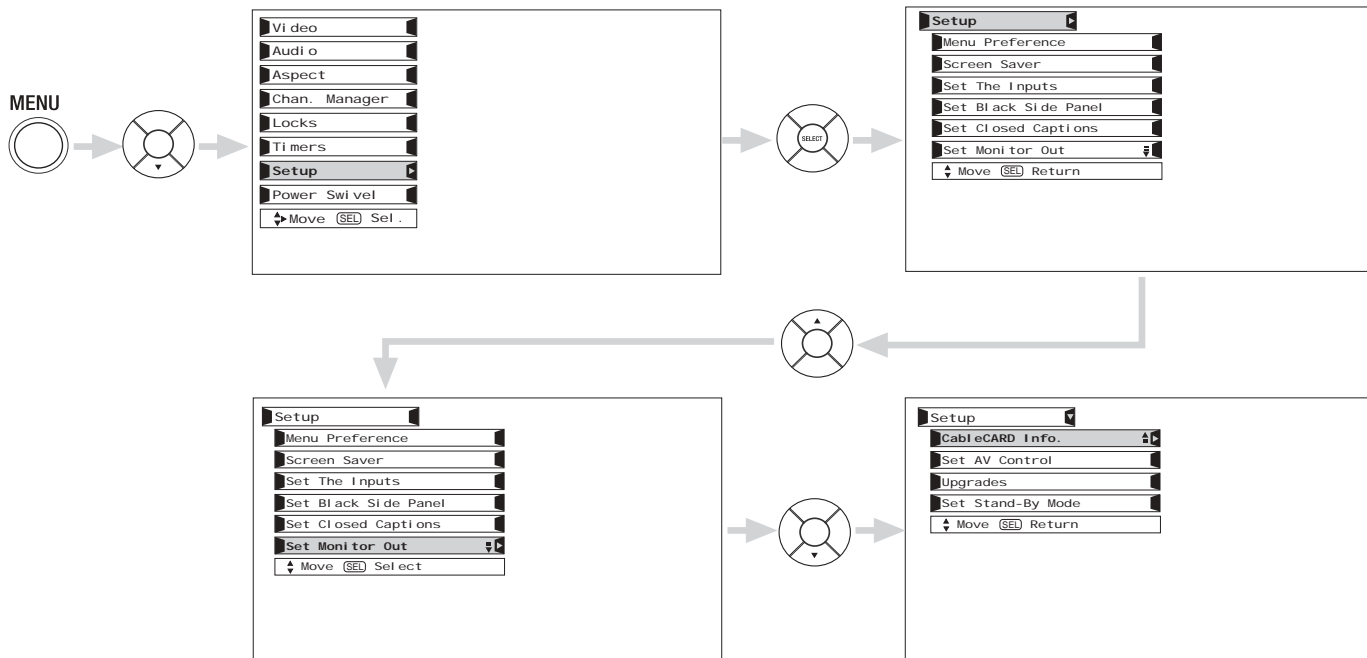 MENU
Video
Audio
Aspect
Chan. Manager
Locks
Timers
Setup
Power Swivel
Move SEL Sel.
SELECT
Setup
Menu Preference
Screen Saver
Set The Inputs
Set Black Side Panel
Set Closed Captions
Set Monitor Out
Move SEL Return
Setup
Menu Preference
Screen Saver
Set The Inputs
Set Black Side Panel
Set Closed Captions
Set Monitor Out
Move SEL Select
Setup
CableCARD Info.
Set AV Control
Upgrades
Set Stand-By Mode
Move SEL Return